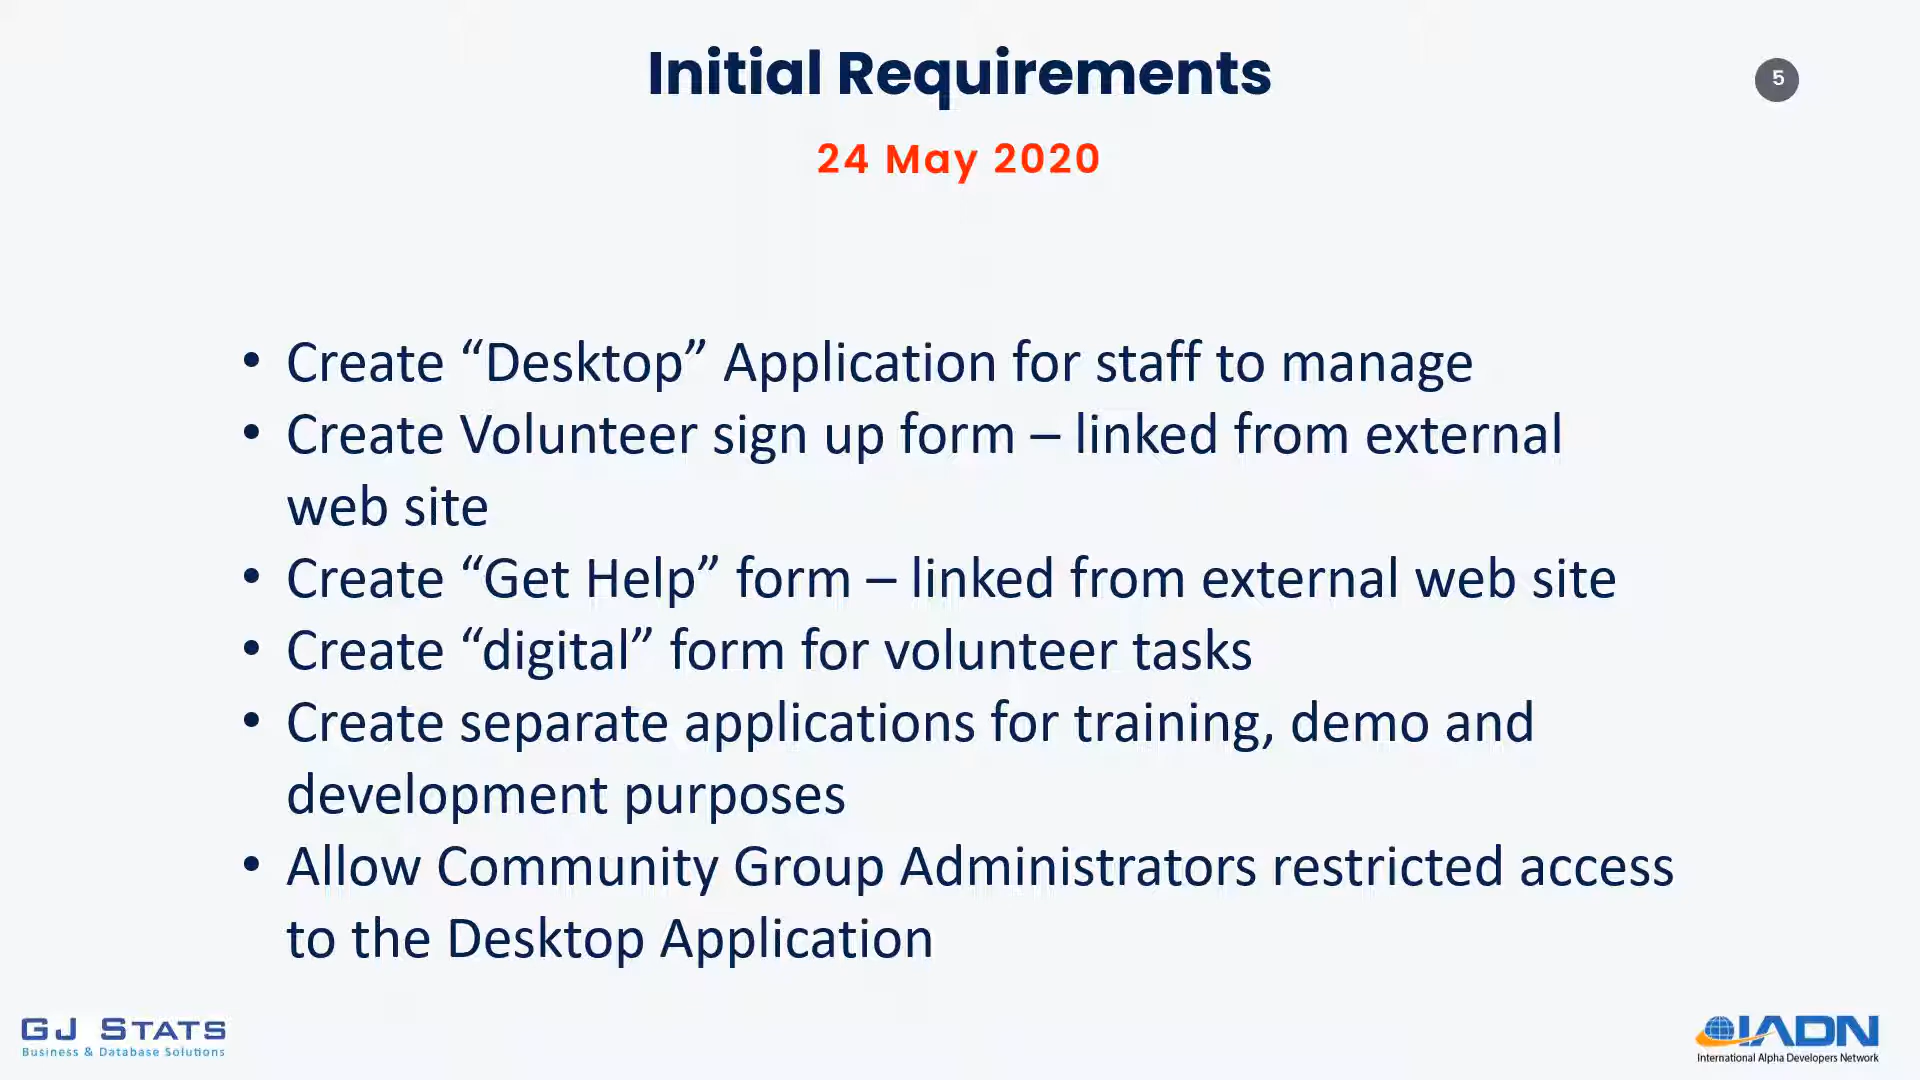 Initial Requirements
5
24 May 2020
• Create “Desktop” Application for staff to manage
• Create Volunteer sign up form – linked from external
web site
• Create “Get Help” form – linked from external web site
• Create “digital” form for volunteer tasks
• Create separate applications for training, demo and
development purposes
• Allow Community Group Administrators restricted access
to the Desktop Application
GJ STATS
Business & Database Solutions
IADN
International Alpha Developers Network